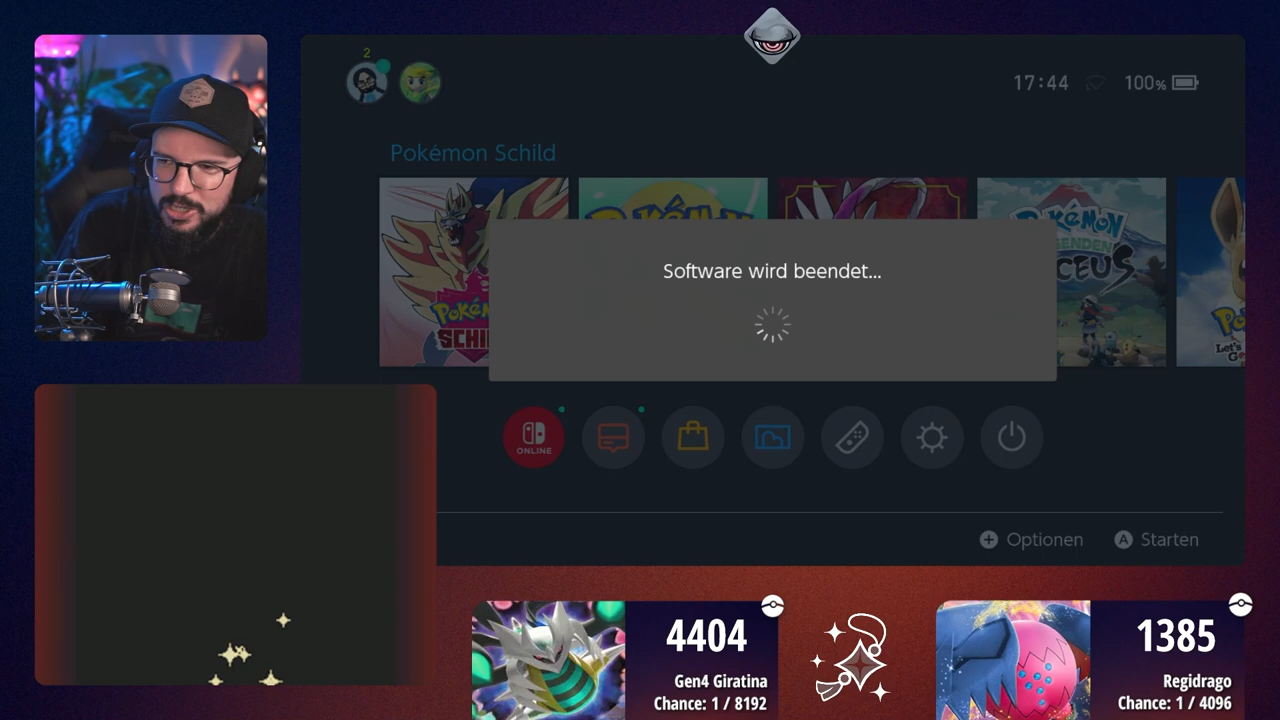 2
17:44
100%
Pokémon Schild
Software wird beendet...
ONLINE
Optionen
A Starten
4404
Gen4 Giratina
Chance: 1 / 8192
1385
Regidrago
Chance: 1 / 4096